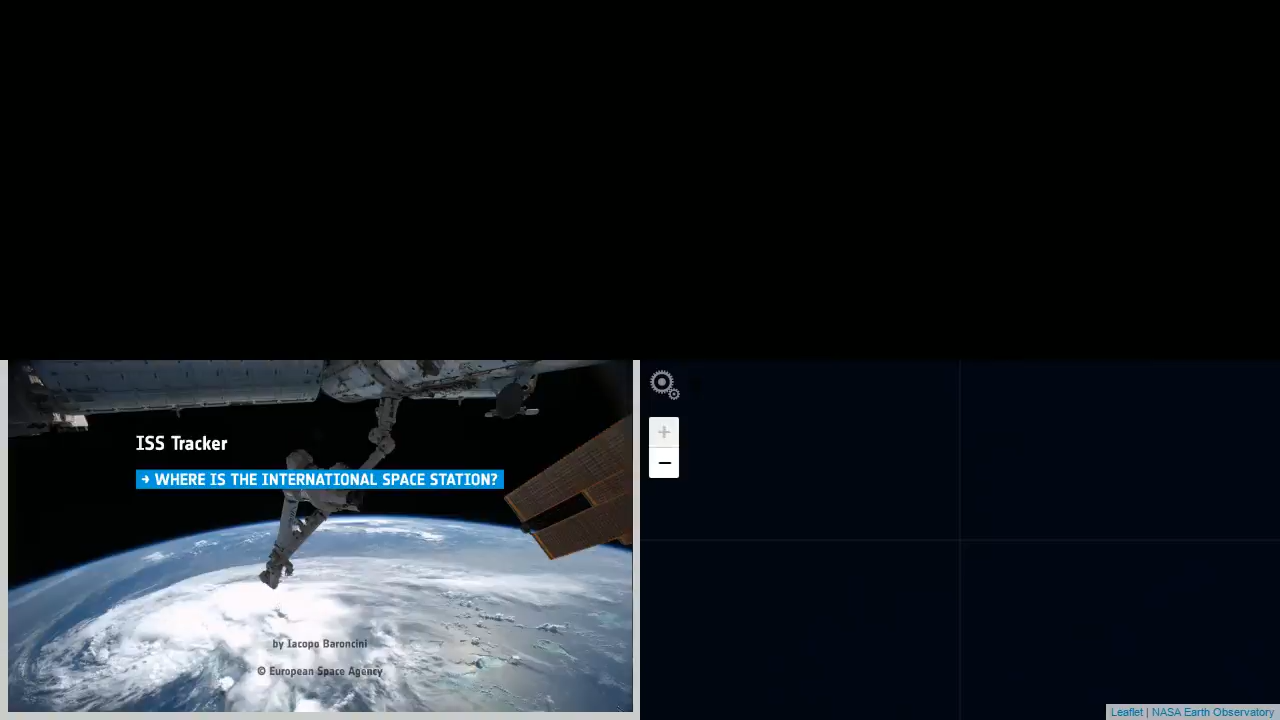 ISS Tracker
→ WHERE IS THE INTERNATIONAL SPACE STATION?
by Iacopo Baroncini
© European Space Agency
+
−
Leaflet | NASA Earth Observatory